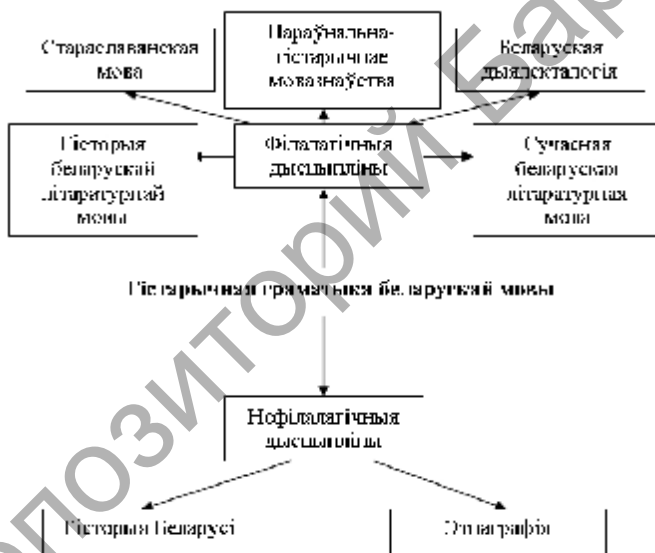 Стараславянская
мова
Параўнальна-
гістарычнае
мовазнаўства
Беларуская
дыялекталогія
Гісторыя
беларускай
літаратурнай
мовы
Філалагічныя
дысцыпліны
Сучасная
беларуская
літаратурная
мова
Гістарычная граматыка беларускай мовы
Нефілалагічныя
дысцыпліны
Гісторыя Беларусі
Этнаграфія